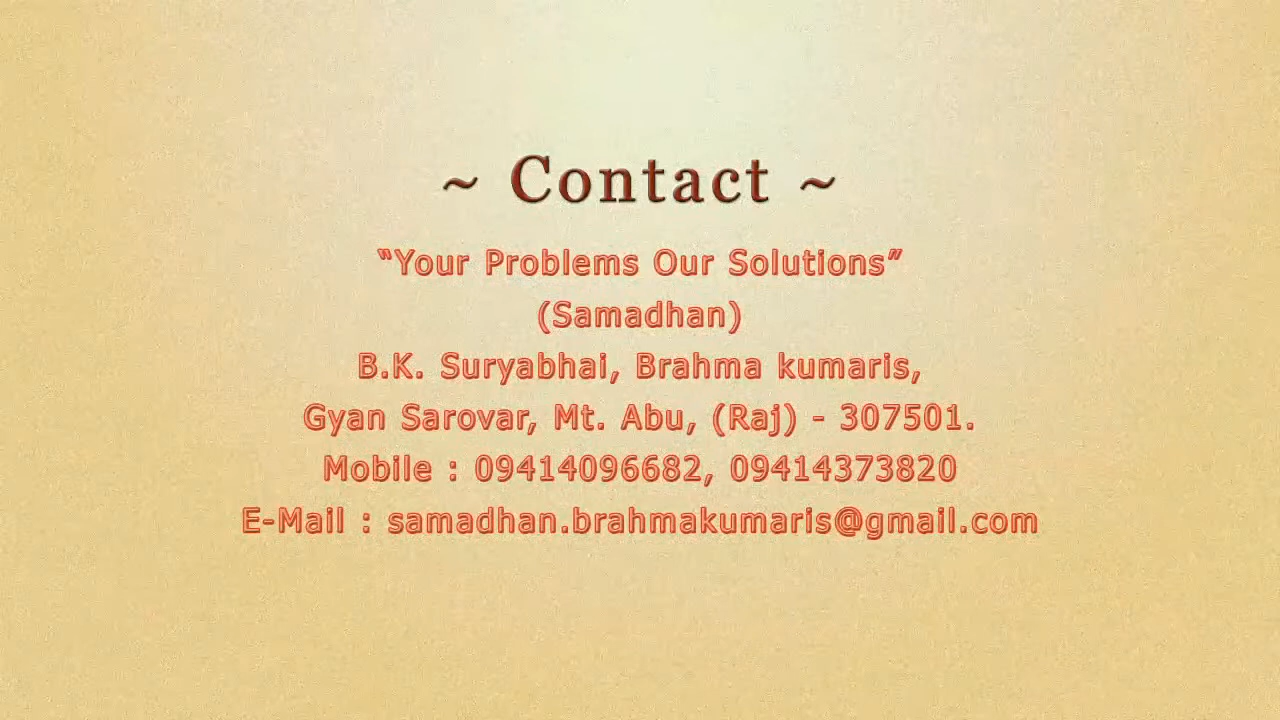 ~ Contact ~
“Your Problems Our Solutions”
(Samadhan)
B.K. Suryabhai, Brahma kumaris,
Gyan Sarovar, Mt. Abu, (Raj) - 307501.
Mobile : 09414096682, 09414373820
E-Mail : samadhan.brahmakumaris@gmail.com